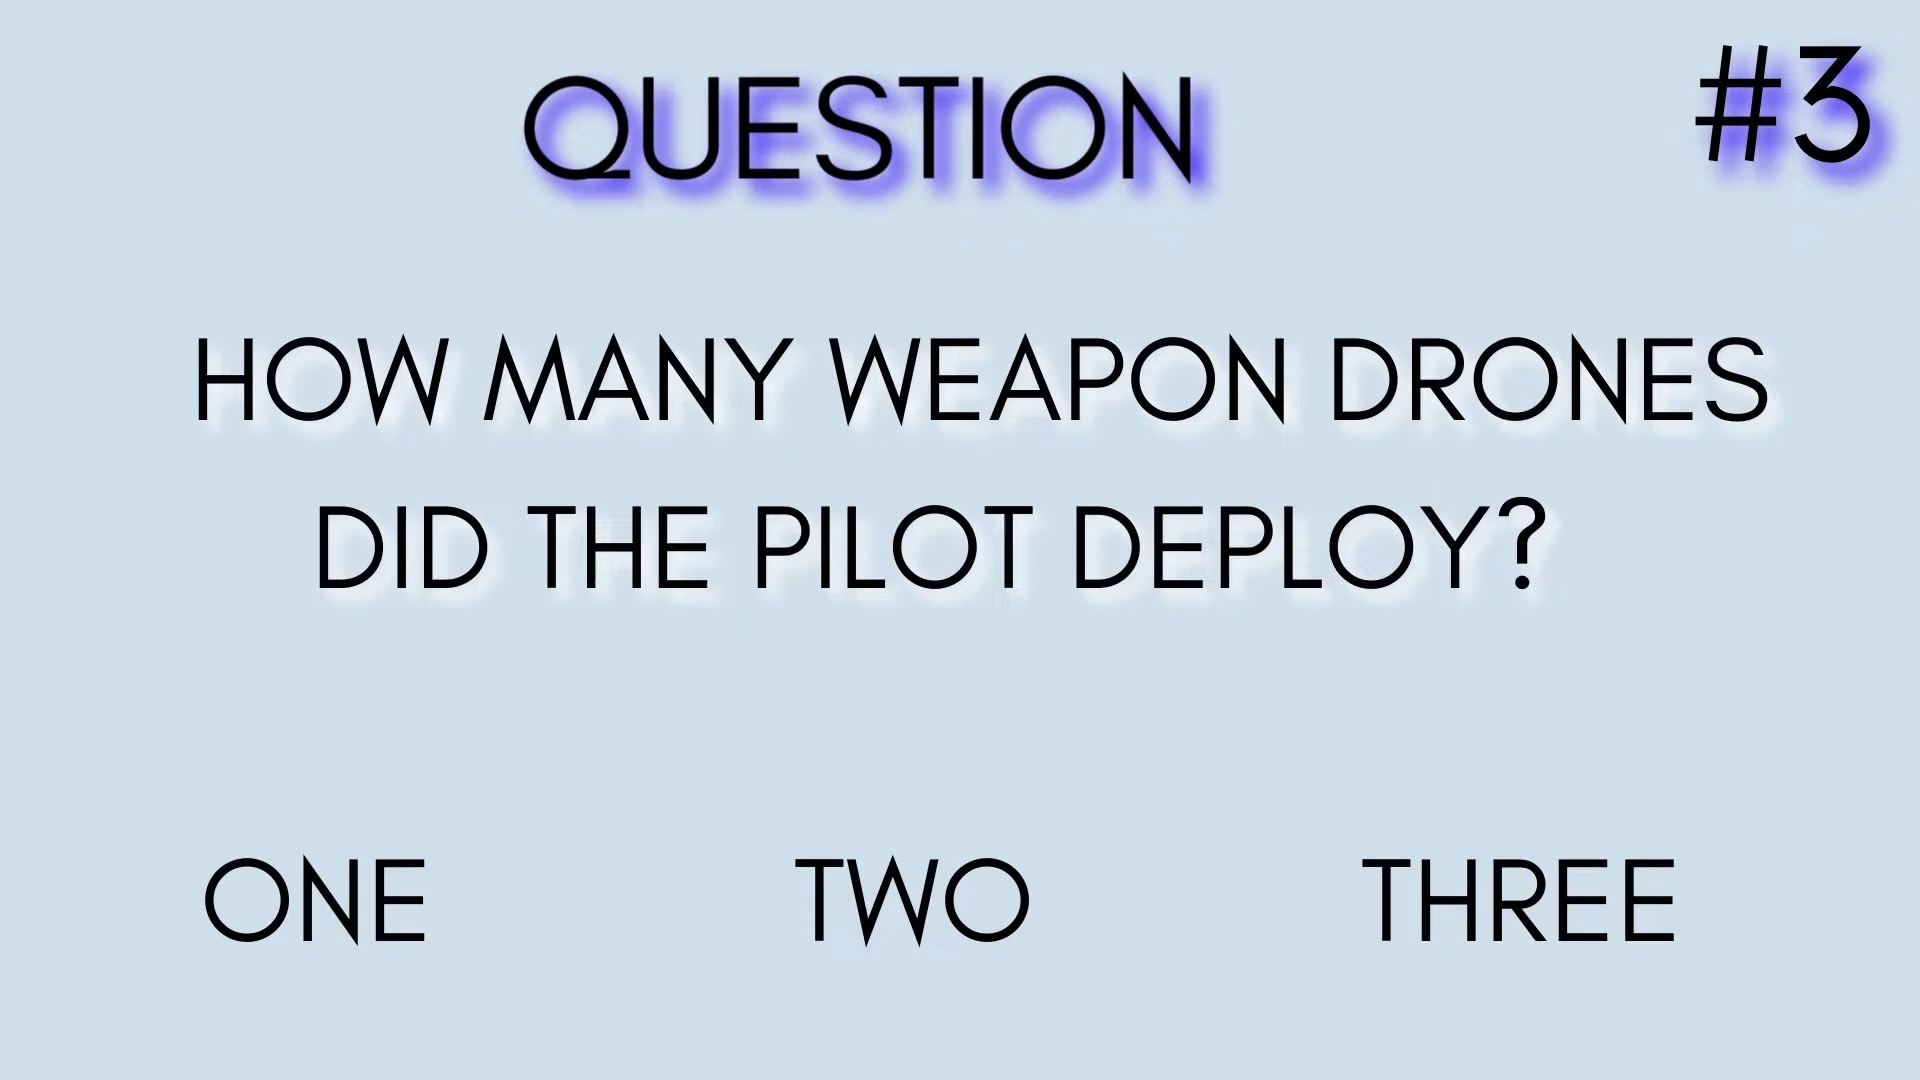 QUESTION
#3
HOW MANY WEAPON DRONES
DID THE PILOT DEPLOY?
ONE TWO THREE